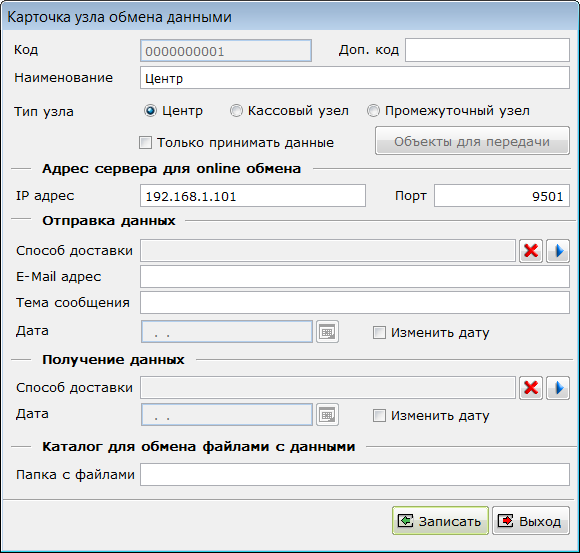 Карточка узла обмена данными
Код 0000000001 Доп. код
Наименование Центр
Тип узла Центр Кассовый узел Промежуточный узел
Только принимать данные Объекты для передачи
Адрес сервера для online обмена
IP адрес 192.168.1.101 Порт 9501
Отправка данных
Способ доставки
E-Mail адрес
Тема сообщения
Дата . . Изменить дату
Получение данных
Способ доставки
Дата . . Изменить дату
Каталог для обмена файлами с данными
Папка с файлами
Записать Выход